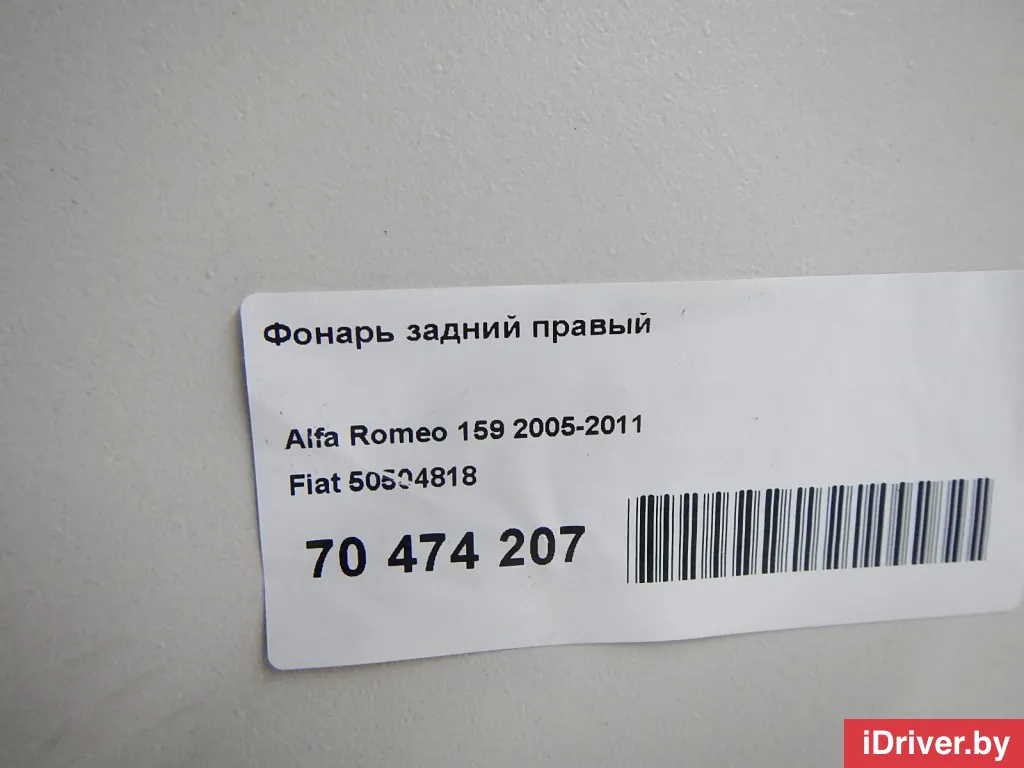 Фонарь задний правый
Alfa Romeo 159 2005-2011
Fiat 50504818
70 474 207
iDriver.by